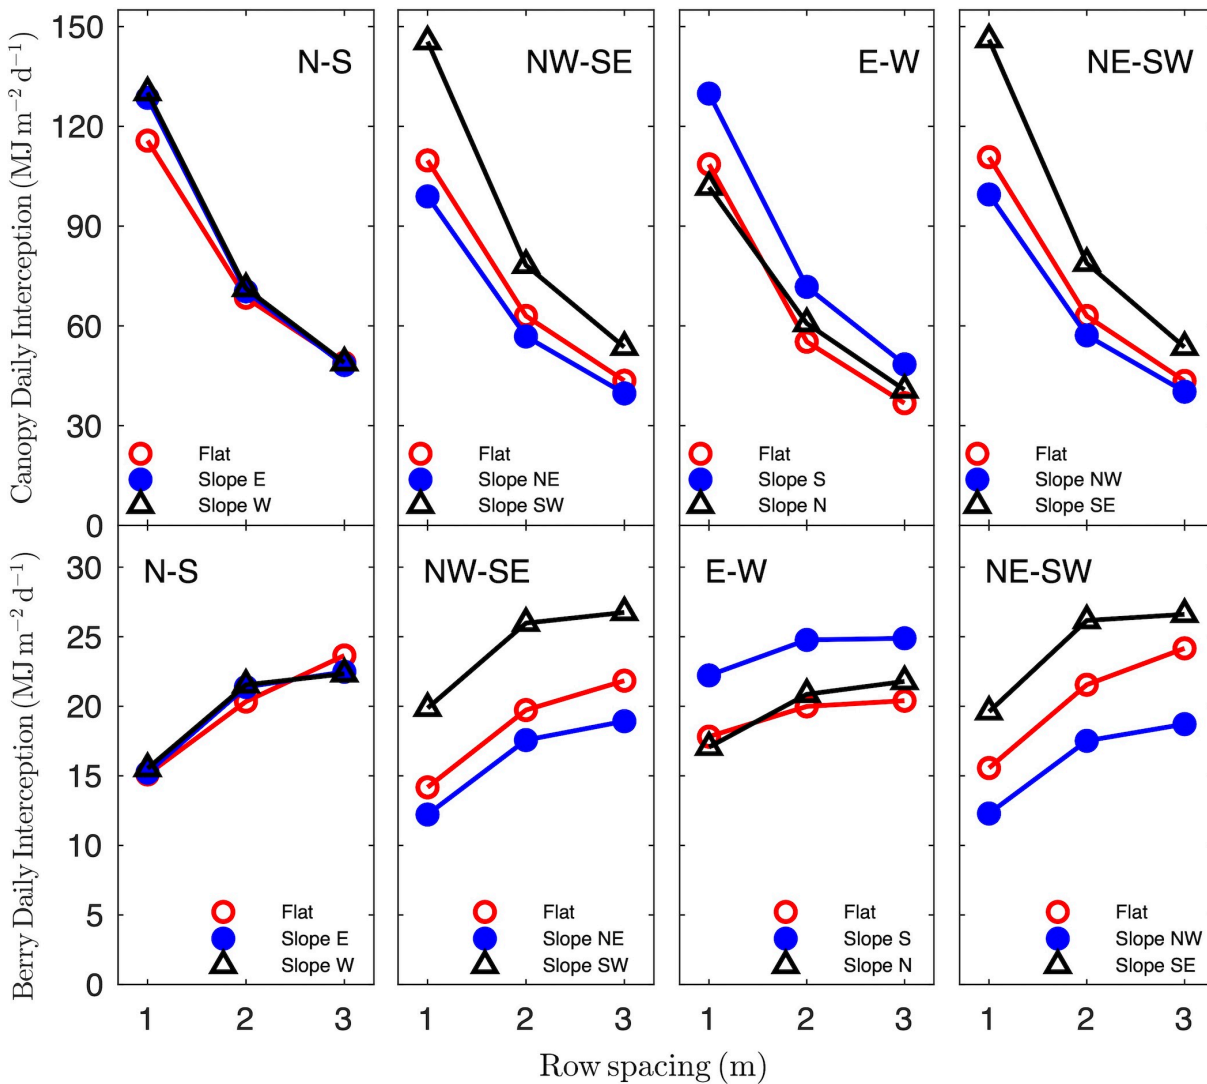 Canopy Daily Interception (MJ m⁻² d⁻¹)
150
120
90
60
30
0
N-S
Flat
Slope E
Slope W
NW-SE
Flat
Slope NE
Slope SW
E-W
Flat
Slope S
Slope N
NE-SW
Flat
Slope NW
Slope SE
Berry Daily Interception (MJ m⁻² d⁻¹)
30
25
20
15
10
5
0
N-S
Flat
Slope E
Slope W
NW-SE
Flat
Slope NE
Slope SW
E-W
Flat
Slope S
Slope N
NE-SW
Flat
Slope NW
Slope SE
1 2 3 1 2 3 1 2 3 1 2 3
Row spacing (m)